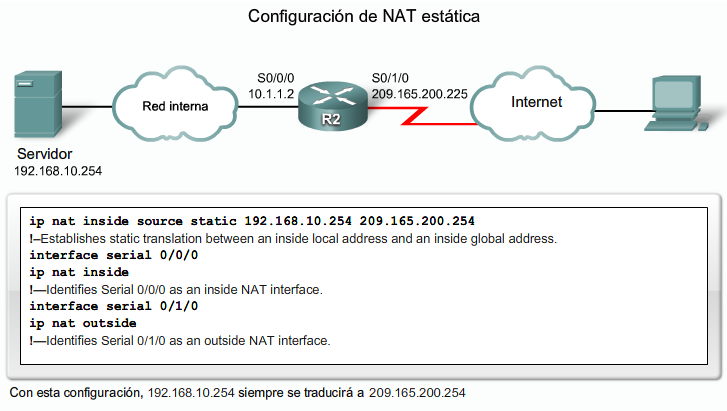 Configuración de NAT estática
S0/0/0
10.1.1.2
S0/1/0
209.165.200.225
Red interna
R2
Internet
Servidor
192.168.10.254
ip nat inside source static 192.168.10.254 209.165.200.254
!–Establishes static translation between an inside local address and an inside global address.
interface serial 0/0/0
ip nat inside
!—Identifies Serial 0/0/0 as an inside NAT interface.
interface serial 0/1/0
ip nat outside
!—Identifies Serial 0/1/0 as an outside NAT interface.
Con esta configuración, 192.168.10.254 siempre se traducirá a 209.165.200.254